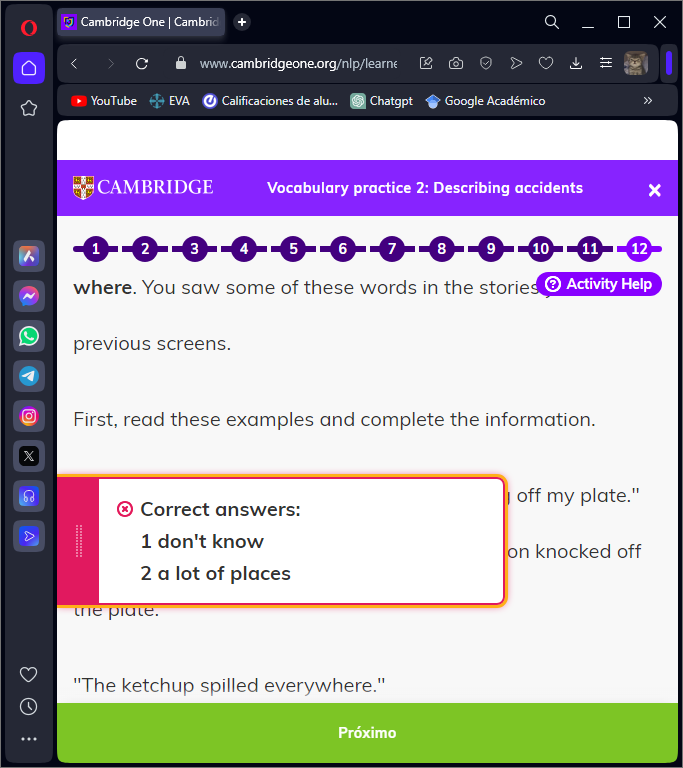 Cambridge One | Cambrid
www.cambridgeone.org/nlp/learne
YouTube EVA Calificaciones de alu... Chatgpt Google Académico »
CAMBRIDGE Vocabulary practice 2: Describing accidents
1 2 3 4 5 6 7 8 9 10 11 12
where. You saw some of these words in the stories
Activity Help
previous screens.
First, read these examples and complete the information.
off my plate."
Correct answers:
1 don't know
on knocked off
2 a lot of places
the plate.
"The ketchup spilled everywhere."
Próximo